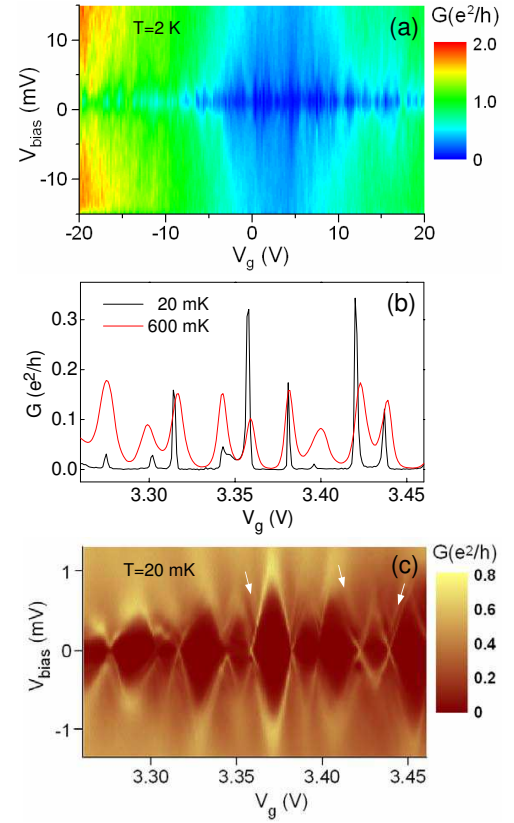 T=2 K
(a)
G(e²/h)
V_bias (mV)
10
0
-10
-20
-10
0
10
20
V_g (V)
2.0
1.0
0
(b)
20 mK
600 mK
G (e²/h)
0.3
0.2
0.1
0.0
3.30
3.35
3.40
3.45
V_g (V)
(c)
T=20 mK
G(e²/h)
V_bias (mV)
1
0
-1
3.30
3.35
3.40
3.45
V_g (V)
0.8
0.6
0.4
0.2
0